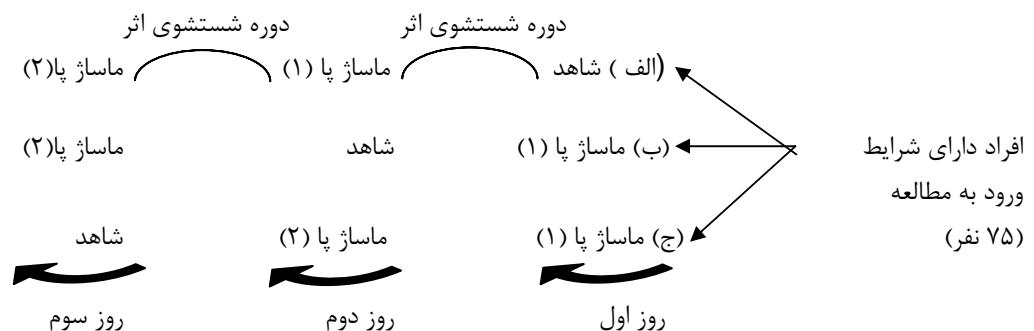 دوره شستشوی اثر	دوره شستشوی اثر
الف ) شاهد	ماساژ پا (۱)	ماساژ پا(۲)
افراد دارای شرایط	(ب) ماساژ پا (۱)	شاهد	ماساژ پا(۲)
ورود به مطالعه
(۷۵ نفر)	(ج) ماساژ پا (۱)	ماساژ پا (۲)	شاهد
روز اول	روز دوم	روز سوم